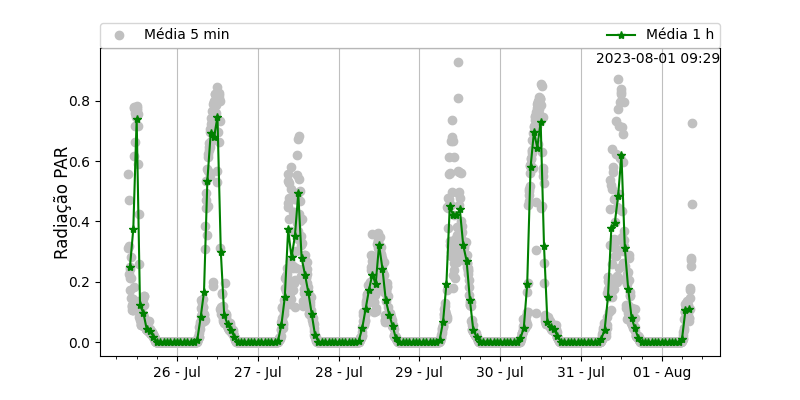 Média 5 min
Média 1 h
2023-08-01 09:29
Radiação PAR
0.8
0.6
0.4
0.2
0.0
26 - Jul
27 - Jul
28 - Jul
29 - Jul
30 - Jul
31 - Jul
01 - Aug